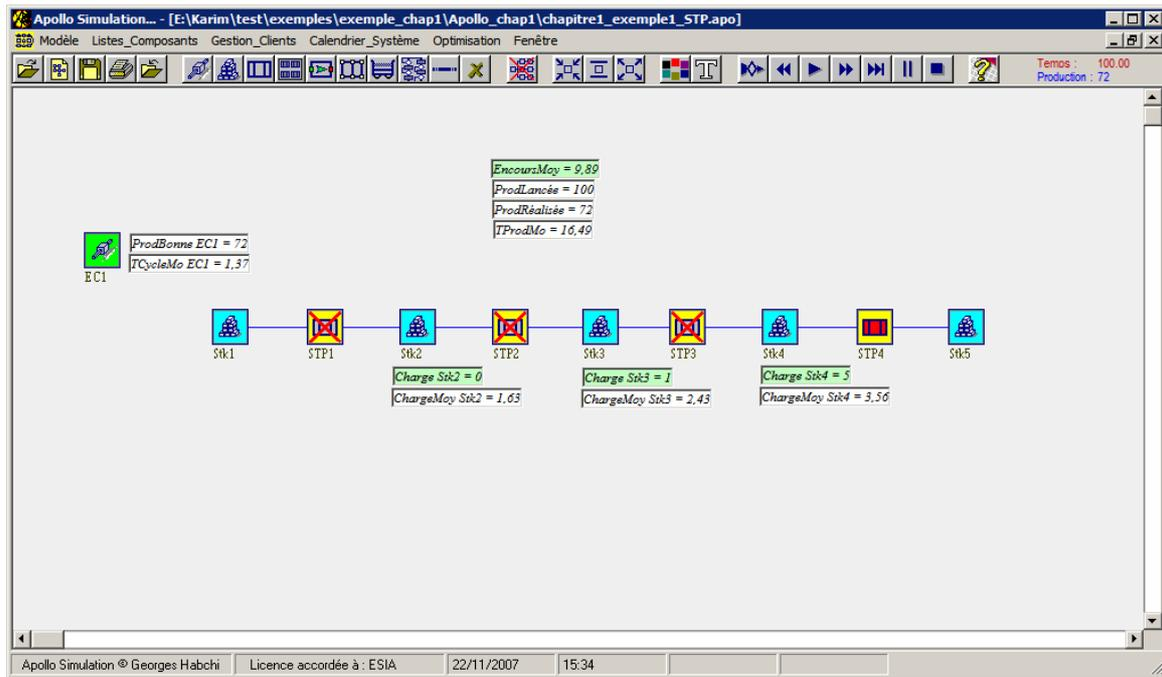 Apollo Simulation... - [E:\Karim\test\exemples\exemple_chap1\Apollo_chap1\chapitre1_exemple1_STP.apo]
Modèle Listes_Composants Gestion_Clients Calendrier_Système Optimisation Fenêtre
Temos : 100.00
Production : 72
EncoursMoy = 9,89
ProdLancée = 100
ProdRéalisée = 72
TProdMo = 16,49
ProdBonne EC1 = 72
TCycleMo EC1 = 1,37
EC1
Stk1 STP1 Stk2 STP2 Stk3 STP3 Stk4 STP4 Stk5
Charge Stk2 = 0 Charge Stk3 = 1 Charge Stk4 = 5
ChargeMoy Stk2 = 1,63 ChargeMoy Stk3 = 2,43 ChargeMoy Stk4 = 3,56
Apollo Simulation © Georges Habchi Licence accordée à : ESIA 22/11/2007 15:34